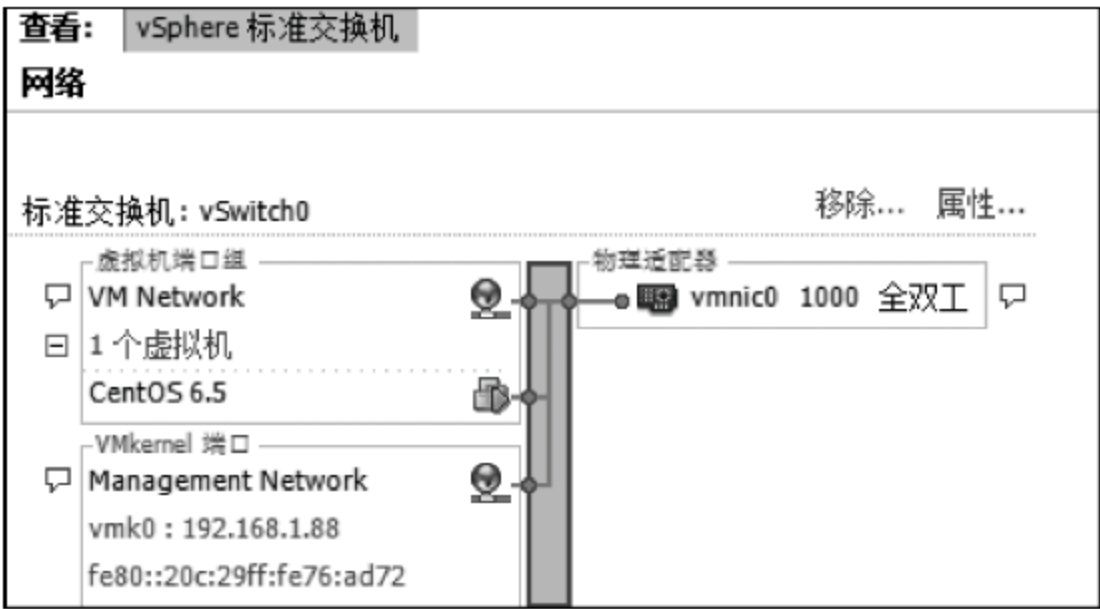 查看: vSphere 标准交换机
网络
标准交换机: vSwitch0 移除... 属性...
虚拟机端口组 物理适配器
VM Network vmnic0 1000 全双工
1 个虚拟机
CentOS 6.5
VMkernel 端口
Management Network
vmk0 : 192.168.1.88
fe80::20c:29ff:fe76:ad72